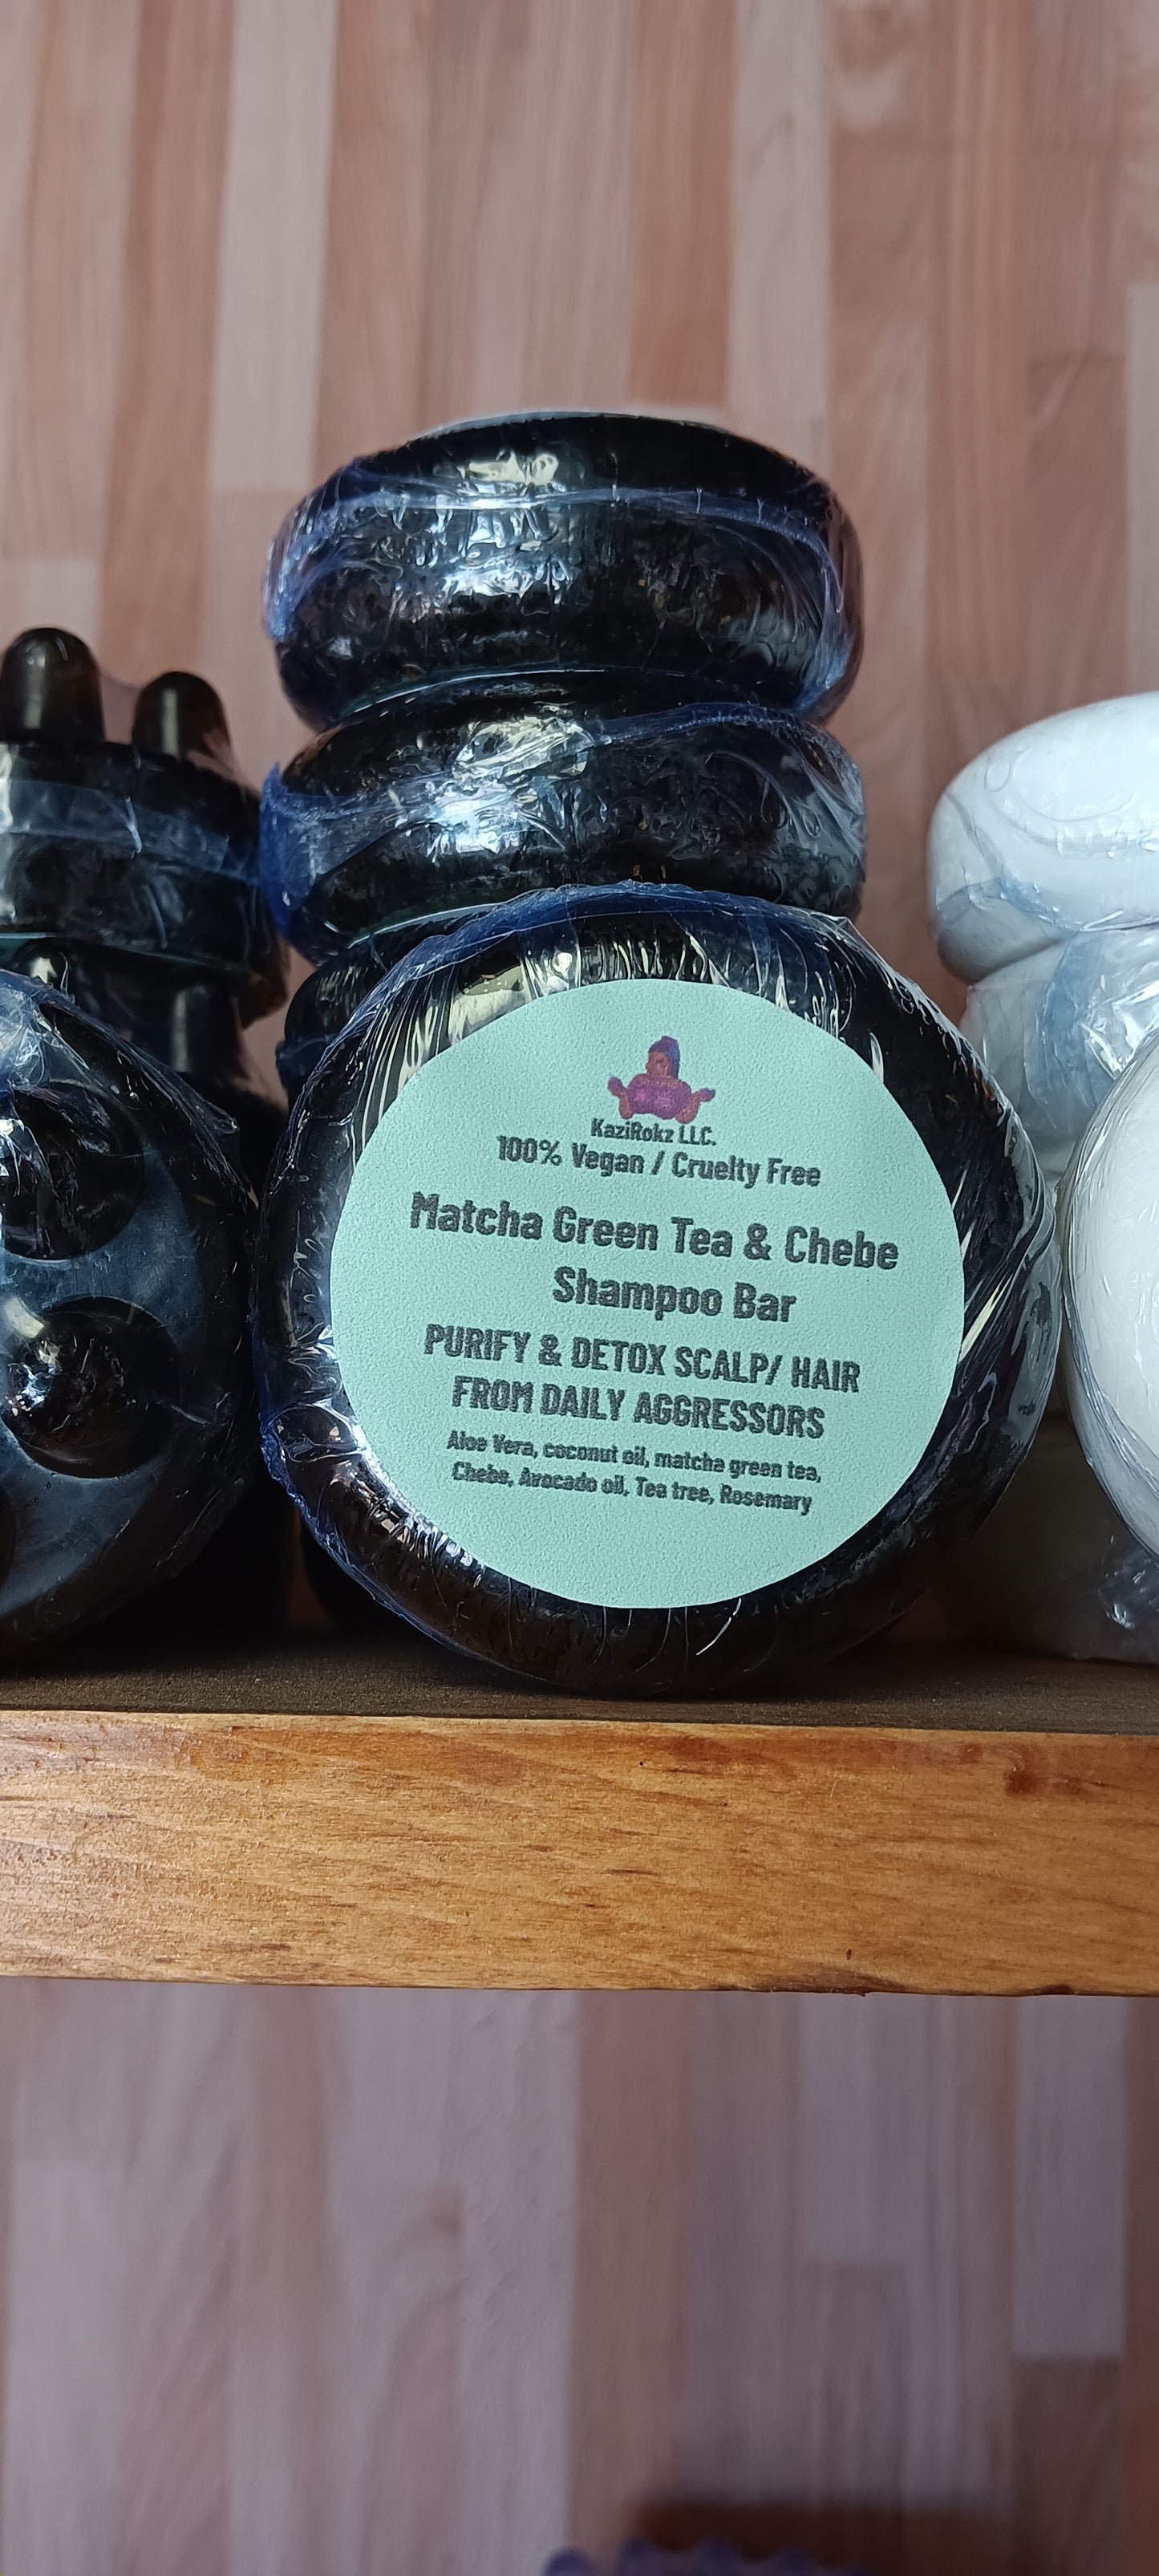 KaziRokz LLC.
100% Vegan / Cruelty Free
Matcha Green Tea & Chebe
Shampoo Bar
PURIFY & DETOX SCALP/ HAIR
FROM DAILY AGGRESSORS
Aloe Vera, coconut oil, matcha green tea,
Chebe, Avocado oil, Tea tree, Rosemary